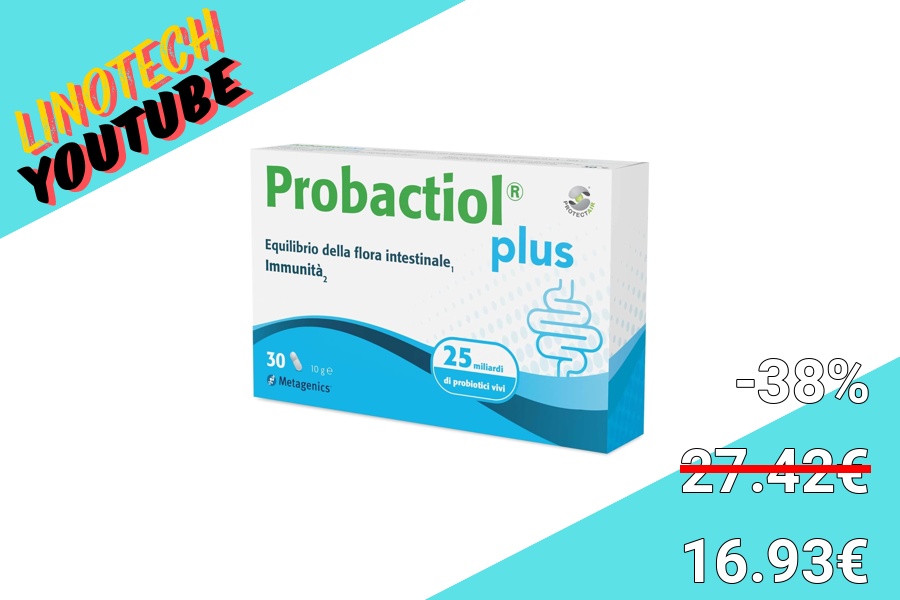 LINOTECH
YOUTUBE
Probactiol®
plus
PROTECTAIR
Equilibrio della flora intestinale₁
Immunità₂
25 miliardi
di probiotici vivi
30
10 g ℮
Metagenics
-38%
27.42€
16.93€